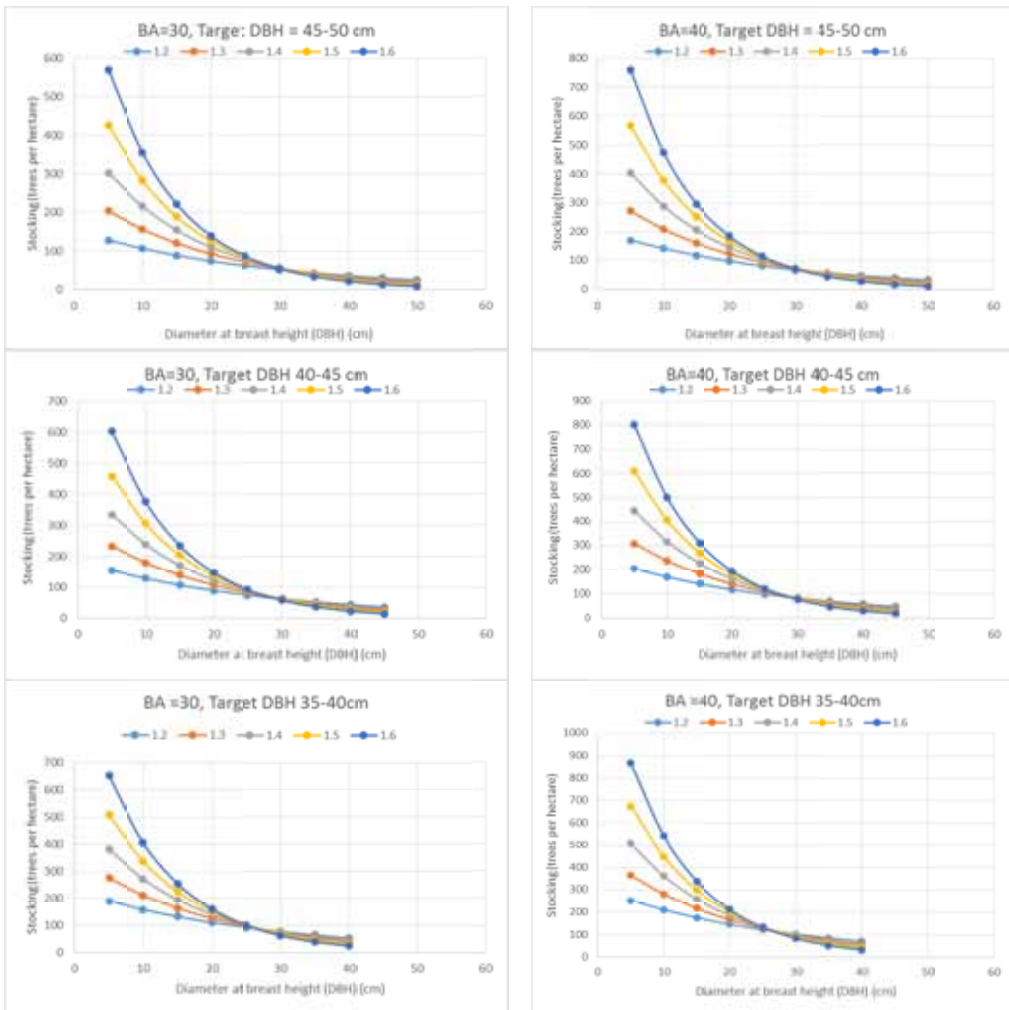 BA=30, Targe: DBH = 45-50 cm
1.2 1.3 1.4 1.5 1.6
Stocking (trees per hectare)
600
500
400
300
200
100
0
0 10 20 30 40 50 60
Diameter at breast height (DBH) (cm)
BA=40, Target DBH = 45-50 cm
1.2 1.3 1.4 1.5 1.6
Stocking (trees per hectare)
800
700
600
500
400
300
200
100
0
0 10 20 30 40 50 60
Diameter at breast height (DBH) (cm)
BA=30, Target DBH 40-45 cm
1.2 1.3 1.4 1.5 1.6
Stocking (trees per hectare)
700
600
500
400
300
200
100
0
0 10 20 30 40 50 60
Diameter a: breast height (DBH) (cm)
BA=40, Target DBH 40-45 cm
1.2 1.3 1.4 1.5 1.6
Stocking (trees per hectare)
900
800
700
600
500
400
300
200
100
0
0 10 20 30 40 50 60
Diameter at breast height (DBH) (cm)
BA =30, Target DBH 35-40cm
1.2 1.3 1.4 1.5 1.6
Stocking (trees per hectare)
700
600
500
400
300
200
100
0
0 10 20 30 40 50 60
Diameter at breast height (DBH) (cm)
BA =40, Target DBH 35-40cm
1.2 1.3 1.4 1.5 1.6
Stocking (trees per hectare)
1000
900
800
700
600
500
400
300
200
100
0
0 10 20 30 40 50 60
Diameter at breast height (DBH) (cm)